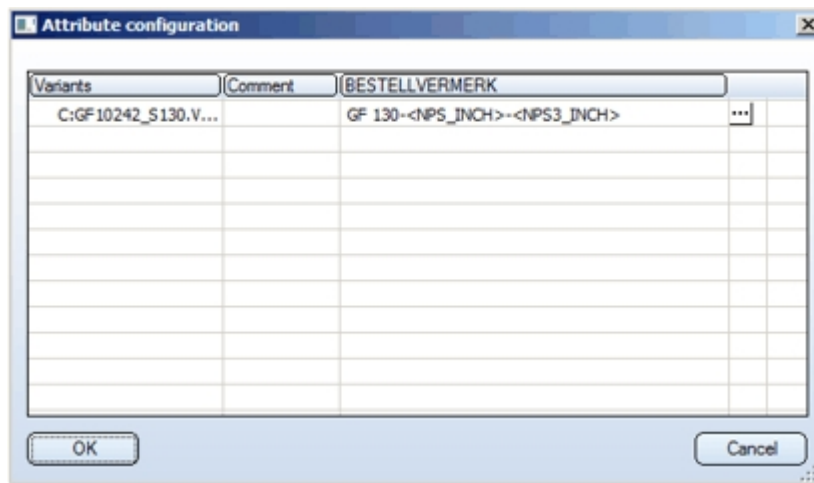 Attribute configuration
Variants Comment BESTELLVERMERK
C:GF10242_S130.V... GF 130-<NPS_INCH>-<NPS3_INCH> ...
OK Cancel